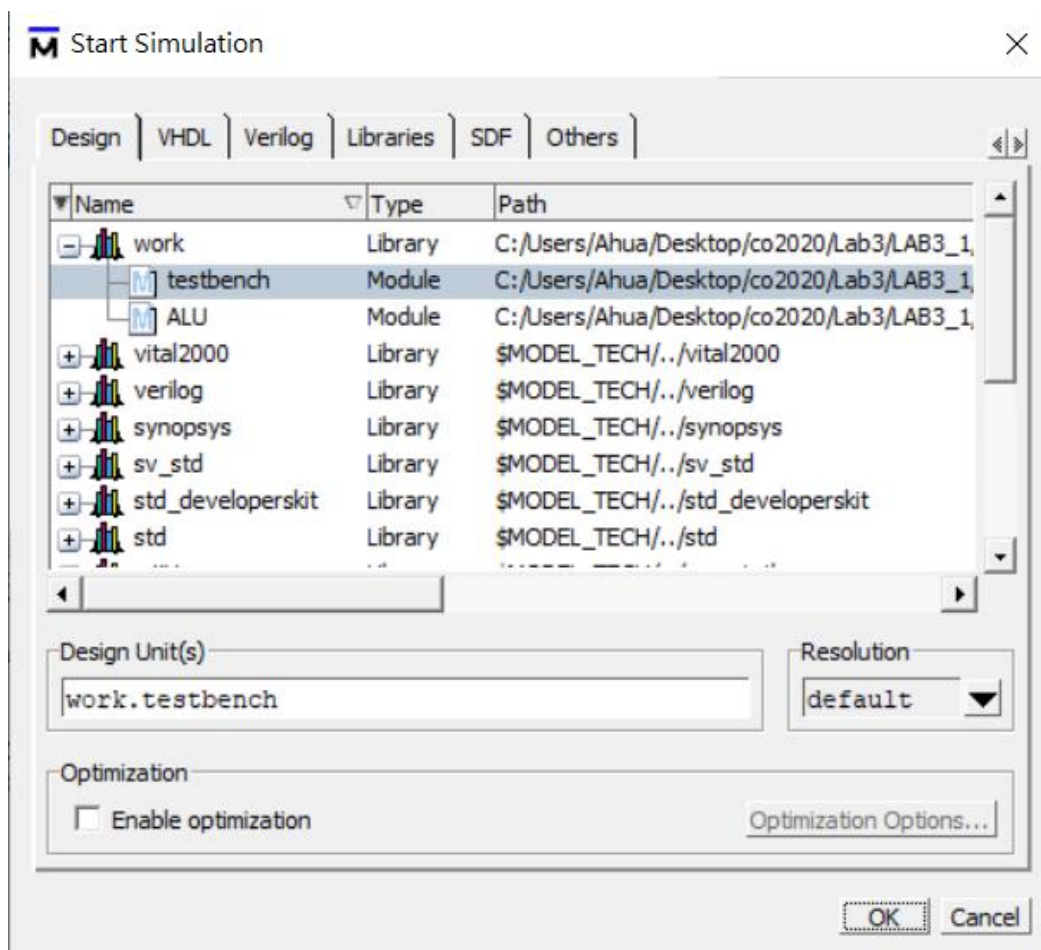 Start Simulation
Design VHDL Verilog Libraries SDF Others
Name Type Path
work Library C:/Users/Ahua/Desktop/co2020/Lab3/LAB3_1/
testbench Module C:/Users/Ahua/Desktop/co2020/Lab3/LAB3_1/
ALU Module C:/Users/Ahua/Desktop/co2020/Lab3/LAB3_1/
vital2000 Library $MODEL_TECH/../vital2000
verilog Library $MODEL_TECH/../verilog
synopsys Library $MODEL_TECH/../synopsys
sv_std Library $MODEL_TECH/../sv_std
std_developerskit Library $MODEL_TECH/../std_developerskit
std Library $MODEL_TECH/../std
Design Unit(s) Resolution
work.testbench default
Optimization
Enable optimization Optimization Options...
OK Cancel